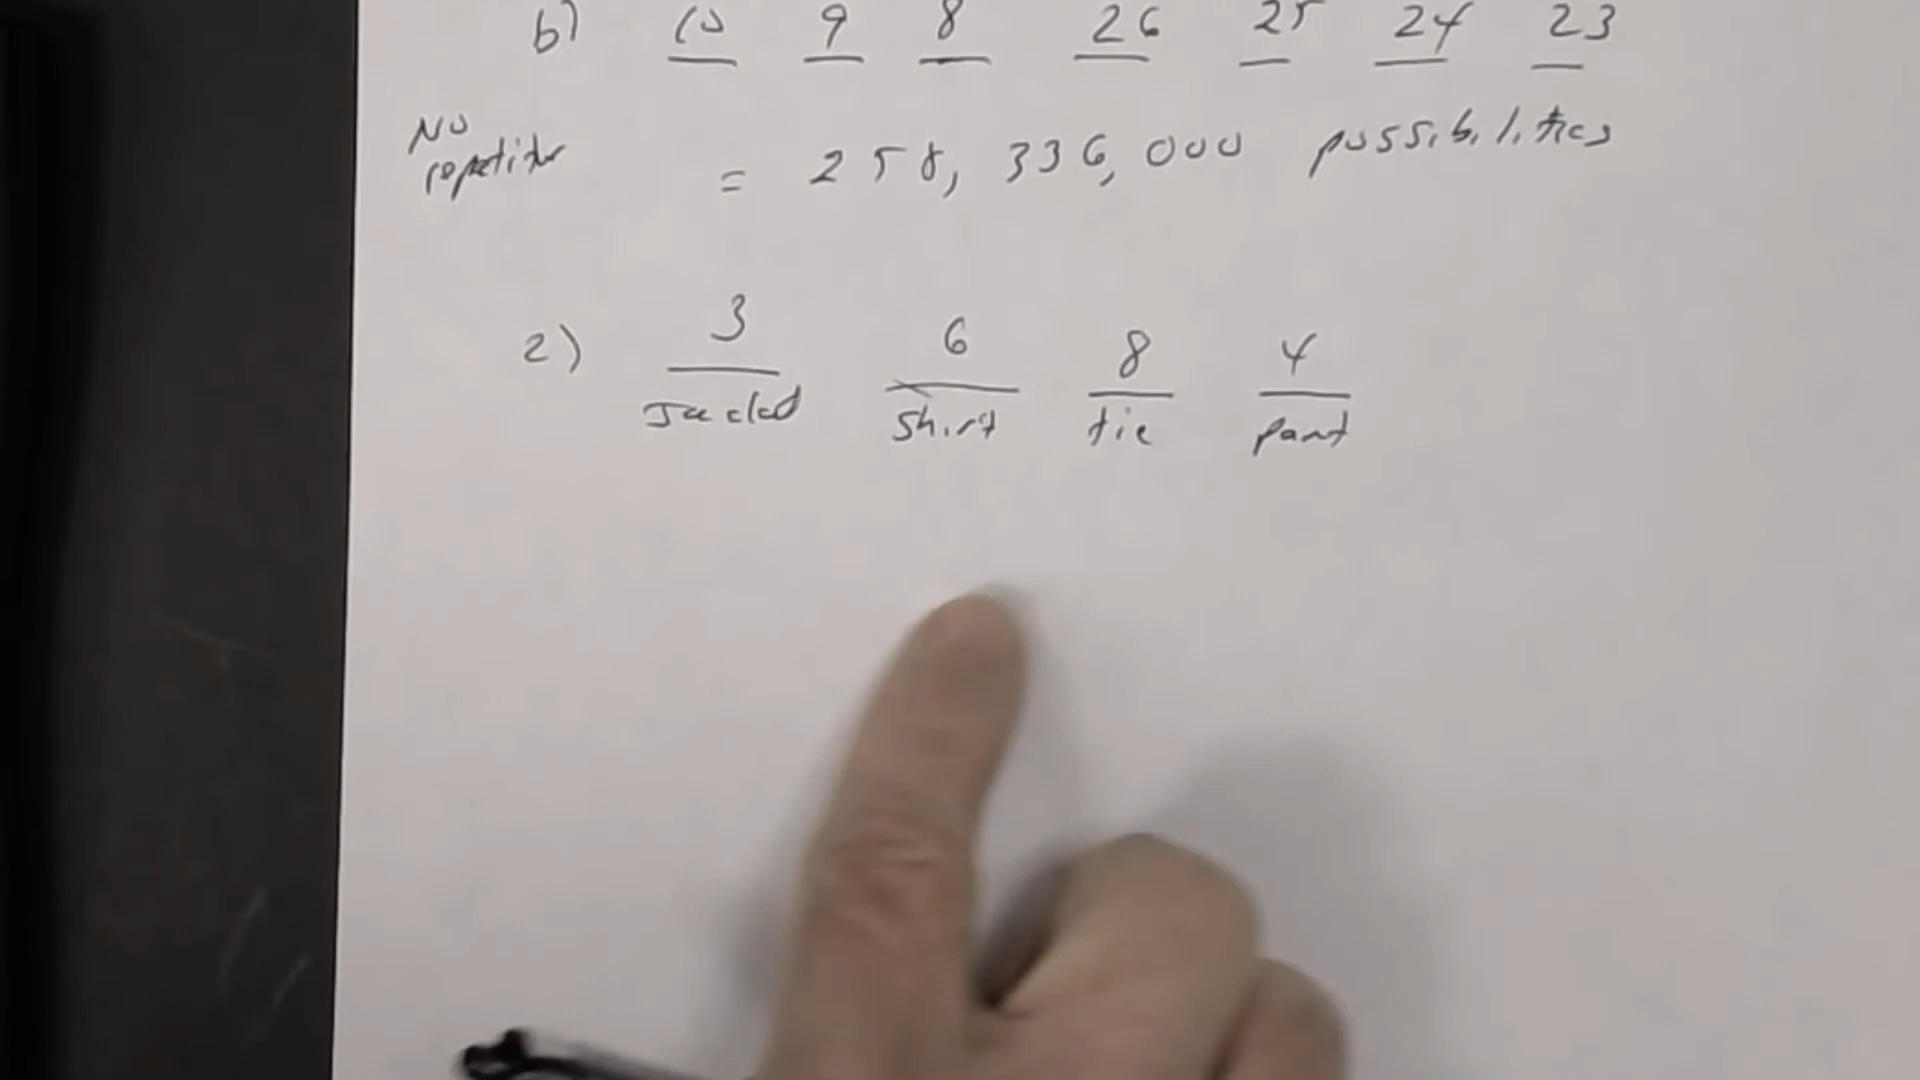 b) 10 9 8 26 25 24 23
No
repetition
= 258,336,000 possibilities
2) 3 6 8 4
Jacket shirt tie pant